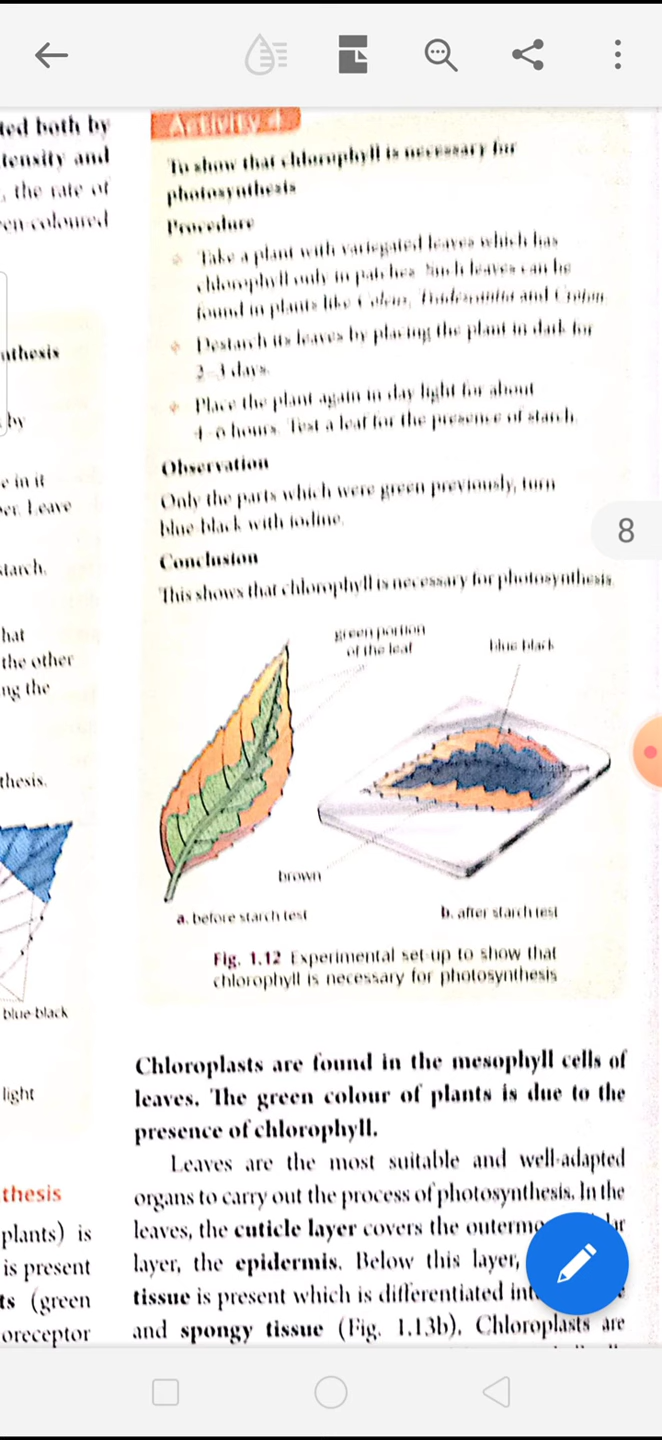 ted both by
tensity and
, the rate of
en-coloured
nthesis
by
e in it
er. Leave
starch.
hat
the other
ng the
thesis.
blue-black
light
thesis
plants) is
is present
ts (green
oreceptor
Activity 4
To show that chlorophyll is necessary for
photosynthesis
Procedure
Take a plant with variegated leaves which has
chlorophyll only in patches. Such leaves can be
found in plants like Coleus, Tradescantia and Croton.
Destarch its leaves by placing the plant in dark for
2–3 days.
Place the plant again in day light for about
4–6 hours. Test a leaf for the presence of starch.
Observation
Only the parts which were green previously, turn
blue black with iodine.
Conclusion
This shows that chlorophyll is necessary for photosynthesis.
8
green portion
of the leaf
blue black
brown
a. before starch test
b. after starch test
Fig. 1.12 Experimental set-up to show that
chlorophyll is necessary for photosynthesis
Chloroplasts are found in the mesophyll cells of
leaves. The green colour of plants is due to the
presence of chlorophyll.
Leaves are the most suitable and well-adapted
organs to carry out the process of photosynthesis. In the
leaves, the cuticle layer covers the outermo
layer, the epidermis. Below this layer,
tissue is present which is differentiated int
and spongy tissue (Fig. 1.13b). Chloroplasts are